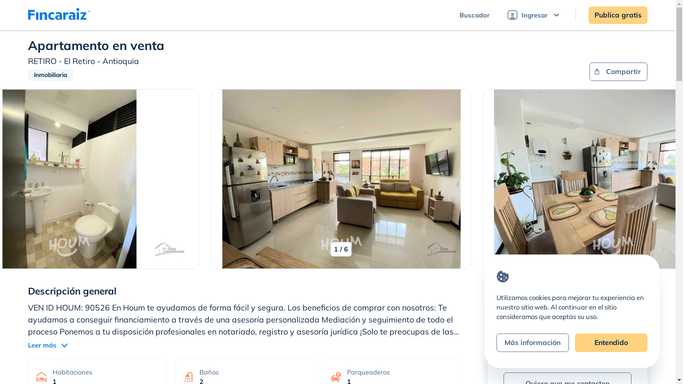 Fincaraiz
Buscador
Ingresar
Publica gratis
Apartamento en venta
RETIRO - El Retiro - Antioquia
Inmobiliaria
Compartir
HOUM
HOUM
HOUM
1 / 6
Descripción general
VEN ID HOUM: 90526 En Houm te ayudamos de forma fácil y segura. Los beneficios de comprar con nosotros: Te
ayudamos a conseguir financiamiento a través de una asesoría personalizada Mediación y seguimiento de todo el
proceso Ponemos a tu disposición profesionales en notariado, registro y asesoría jurídica ¡Solo te preocupas de las...
Leer más
Habitaciones
1
Baños
2
Parqueaderos
1
Utilizamos cookies para mejorar tu experiencia en
nuestro sitio web. Al continuar en el sitio
consideramos que aceptas su uso.
Más información
Entendido
Quiero que me contacten